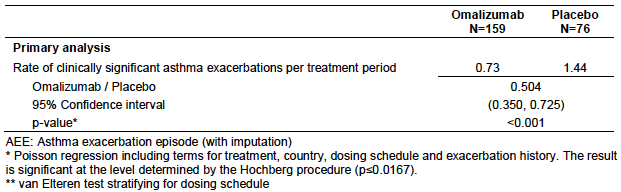 Omalizumab Placebo
N=159 N=76
Primary analysis
Rate of clinically significant asthma exacerbations per treatment period 0.73 1.44
Omalizumab / Placebo 0.504
95% Confidence interval (0.350, 0.725)
p-value* <0.001
AEE: Asthma exacerbation episode (with imputation)
* Poisson regression including terms for treatment, country, dosing schedule and exacerbation history. The result
is significant at the level determined by the Hochberg procedure (p≤0.0167).
** van Elteren test stratifying for dosing schedule